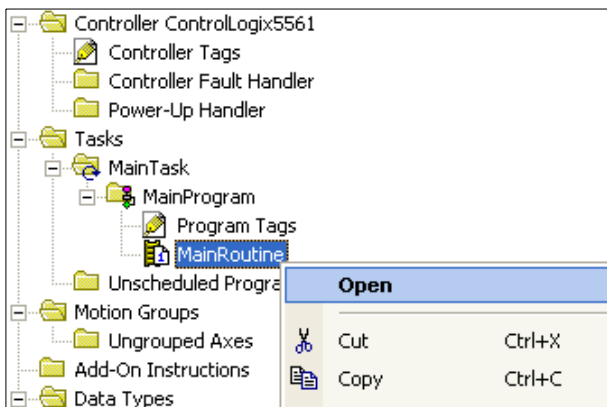 Controller ControlLogix5561
Controller Tags
Controller Fault Handler
Power-Up Handler
Tasks
MainTask
MainProgram
Program Tags
MainRoutine
Unscheduled Progra
Open
Motion Groups
Ungrouped Axes
Cut Ctrl+X
Add-On Instructions
Copy Ctrl+C
Data Types